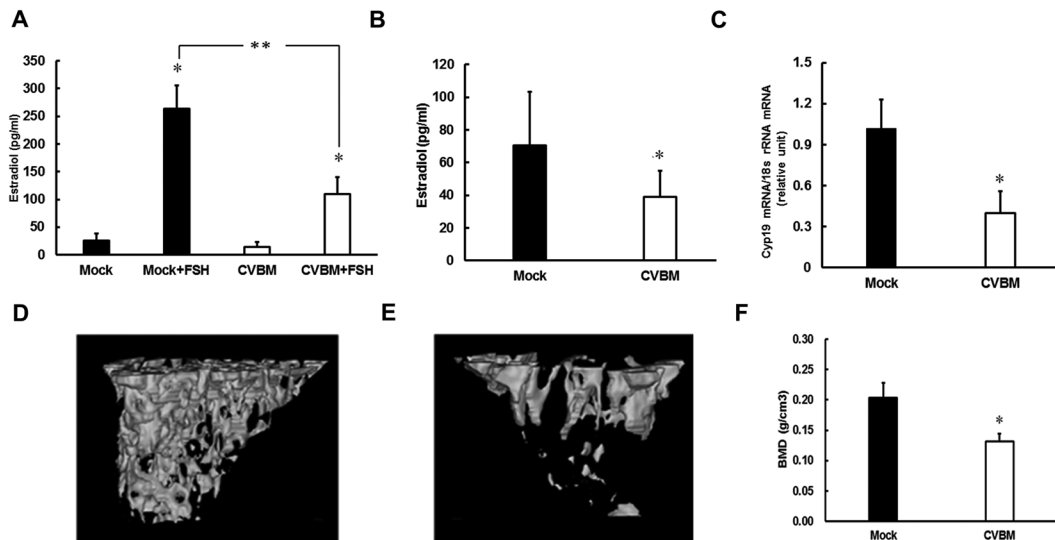 A
Estradiol (pg/ml)
350
300
250
200
150
100
50
0
*
**
*
Mock Mock+FSH CVBM CVBM+FSH
B
Estradiol (pg/ml)
120
100
80
60
40
20
0
*
Mock CVBM
C
Cyp19 mRNA/18s rRNA mRNA
(relative unit)
1.5
1.2
0.9
0.6
0.3
0
*
Mock CVBM
D
E
F
BMD (g/cm3)
0.25
0.20
0.15
0.10
0.05
0.00
*
Mock CVBM